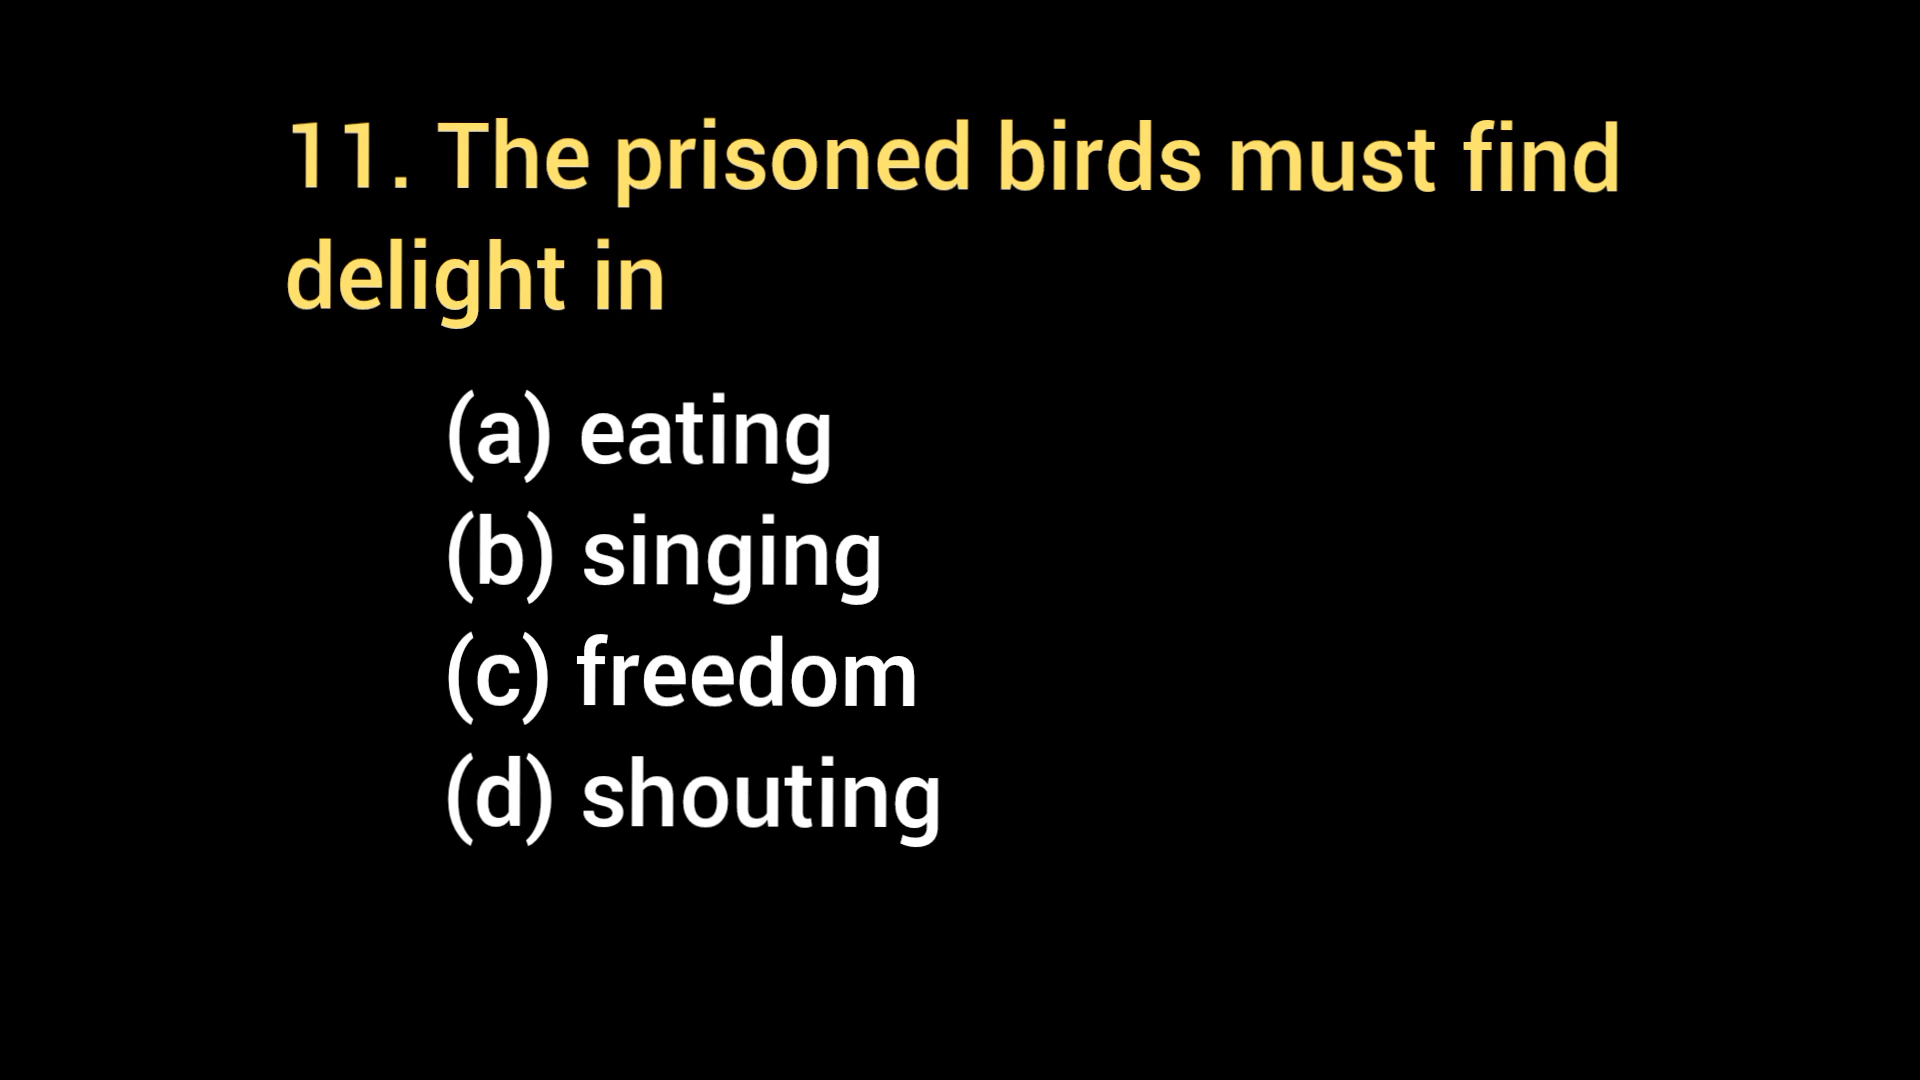 11. The prisoned birds must find
delight in
(a) eating
(b) singing
(c) freedom
(d) shouting